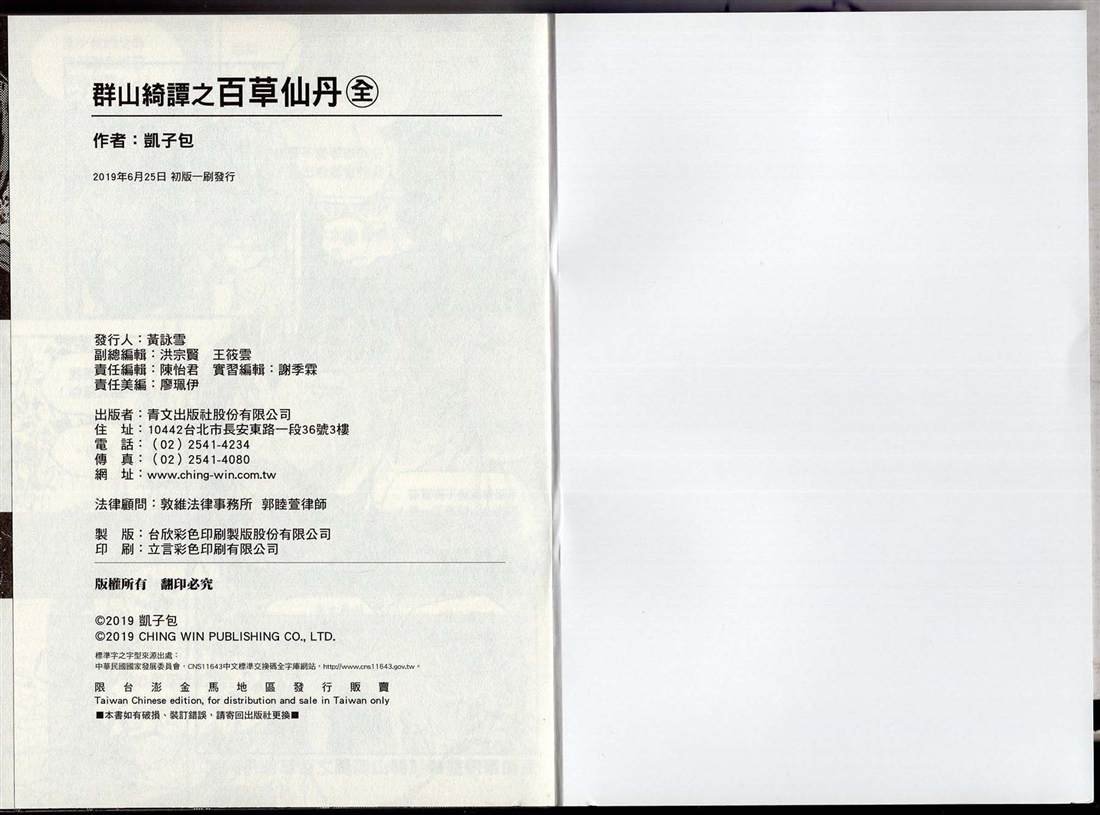 群山綺譚之百草仙丹全
作者：凱子包
2019年6月25日 初版一刷發行
發行人：黃詠雪
副總編輯：洪宗賢　王筱雲
責任編輯：陳怡君　實習編輯：謝季霖
責任美編：廖珮伊
出版者：青文出版社股份有限公司
住　址：10442台北市長安東路一段36號3樓
電　話：（02）2541-4234
傳　真：（02）2541-4080
網　址：www.ching-win.com.tw
法律顧問：敦維法律事務所　郭睦萱律師
製　版：台欣彩色印刷製版股份有限公司
印　刷：立言彩色印刷有限公司
版權所有　翻印必究
©2019 凱子包
©2019 CHING WIN PUBLISHING CO., LTD.
標準字之字型來源出處：
中華民國國家發展委員會，CNS11643中文標準交換碼全字庫網站，http://www.cns11643.gov.tw。
限台澎金馬地區發行販賣
Taiwan Chinese edition, for distribution and sale in Taiwan only
■本書如有破損、裝訂錯誤，請寄回出版社更換■